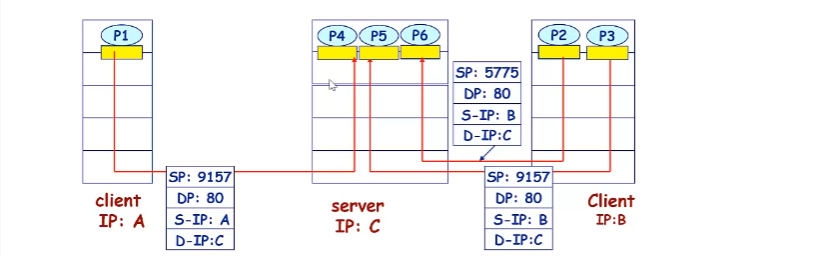 P1
P4
P5
P6
P2
P3
SP: 5775
DP: 80
S-IP: B
D-IP:C
SP: 9157
DP: 80
S-IP: A
D-IP:C
SP: 9157
DP: 80
S-IP: B
D-IP:C
client
IP: A
server
IP: C
Client
IP:B